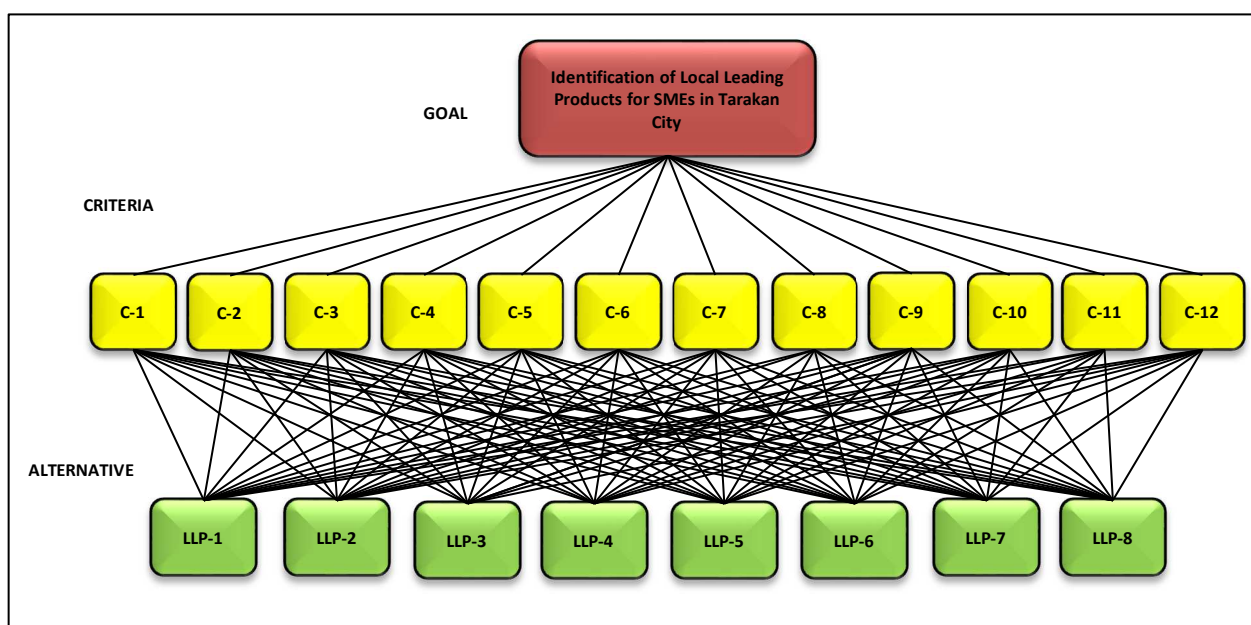 Identification of Local Leading
Products for SMEs in Tarakan
City
GOAL
CRITERIA
C-1
C-2
C-3
C-4
C-5
C-6
C-7
C-8
C-9
C-10
C-11
C-12
ALTERNATIVE
LLP-1
LLP-2
LLP-3
LLP-4
LLP-5
LLP-6
LLP-7
LLP-8